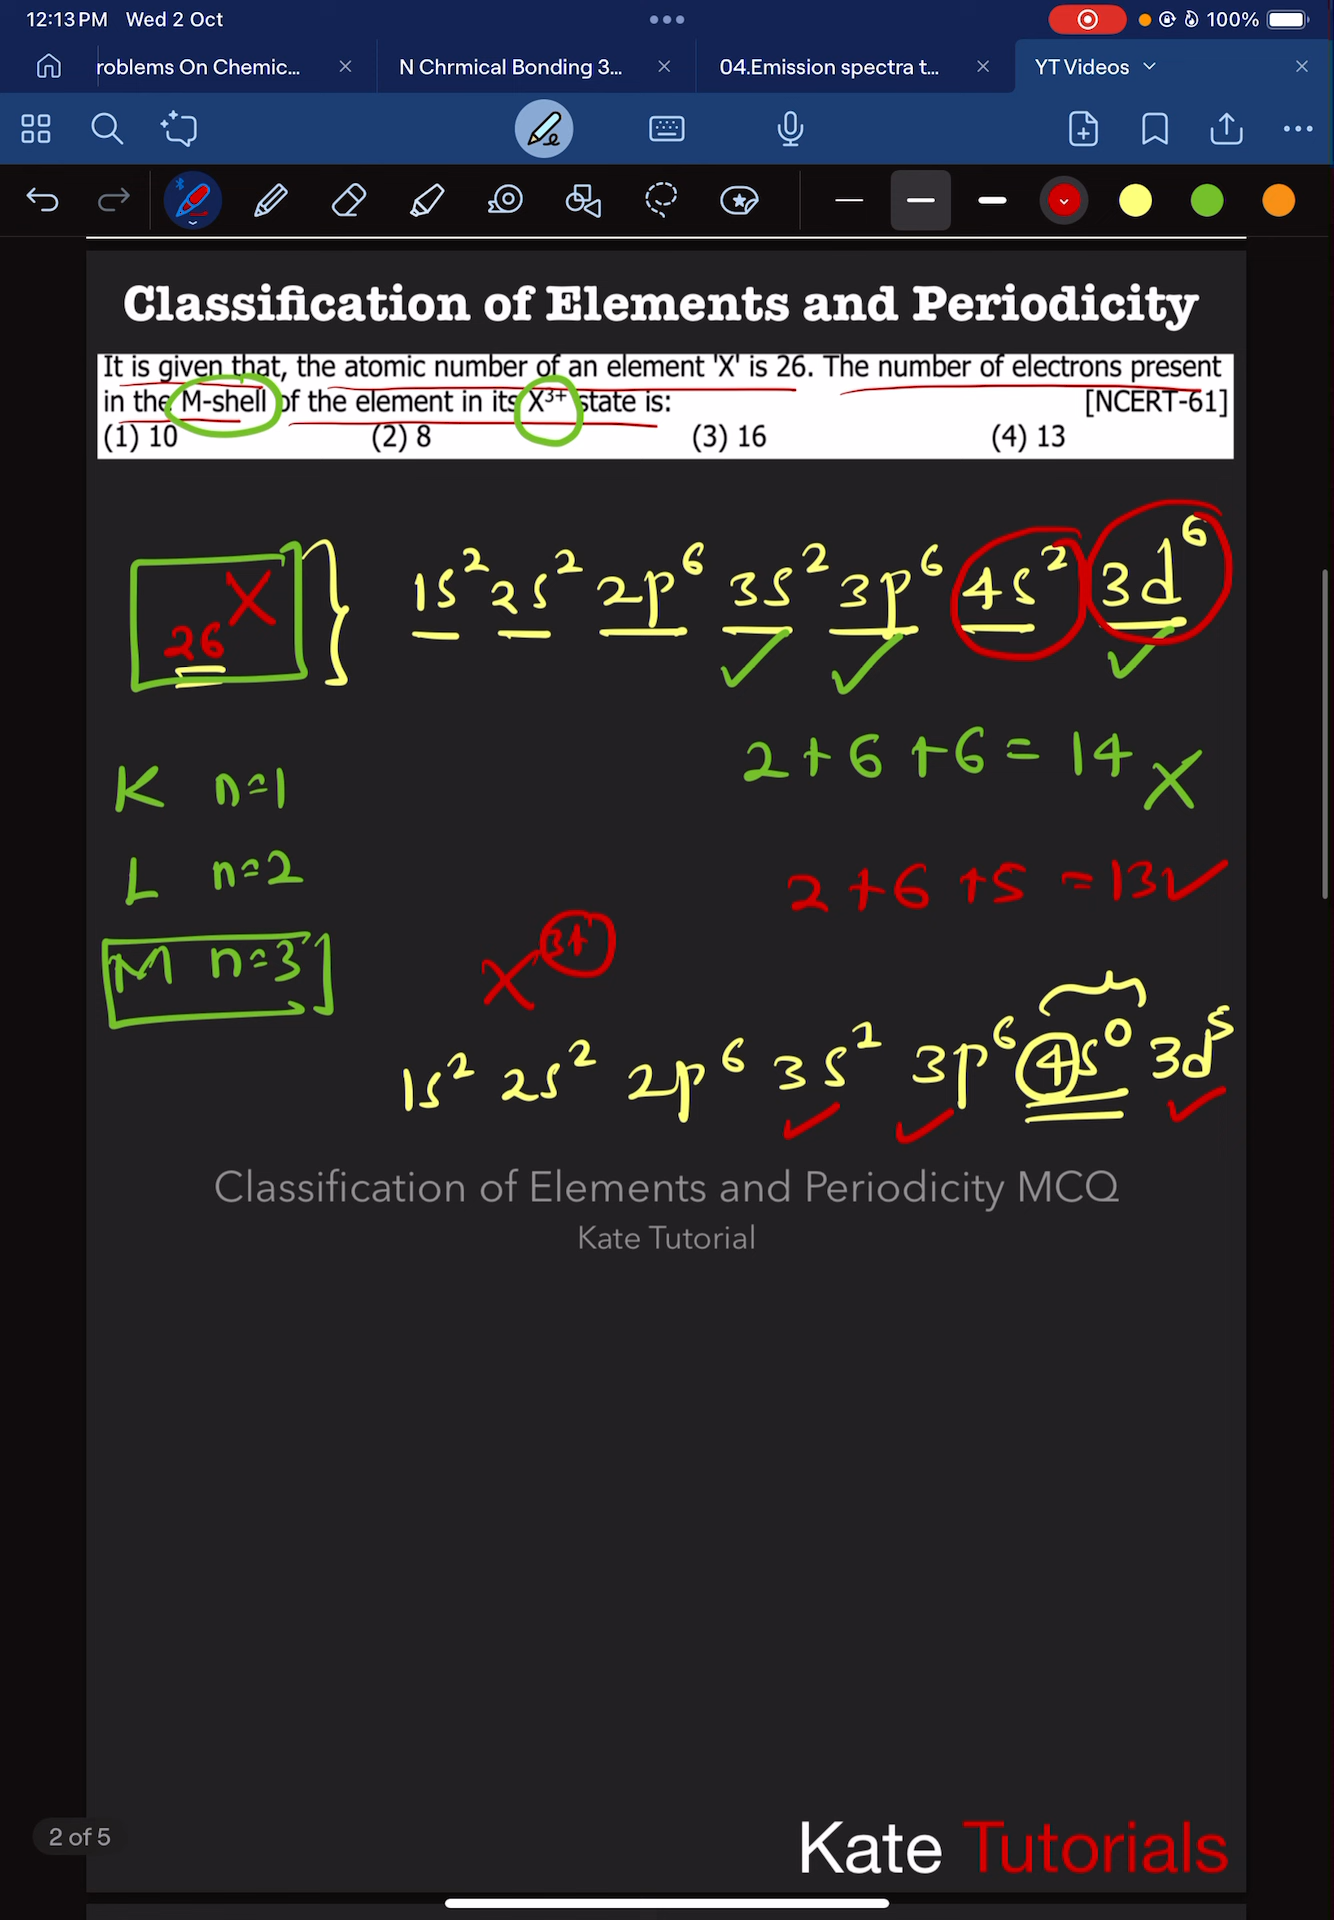 12:13 PM Wed 2 Oct
100%
roblems On Chemic...
N Chrmical Bonding 3...
04.Emission spectra t...
YT Videos
Classification of Elements and Periodicity
It is given that, the atomic number of an element 'X' is 26. The number of electrons present
in the M-shell of the element in its X³⁺ state is: [NCERT-61]
(1) 10 (2) 8 (3) 16 (4) 13
₂₆X } 1s² 2s² 2p⁶ 3s² 3p⁶ 4s² 3d⁶
2+6+6=14 X
K n=1
L n=2
2+6+5=13✓
M n=3
X³⁺
1s² 2s² 2p⁶ 3s² 3p⁶ 4s⁰ 3d⁵
Classification of Elements and Periodicity MCQ
Kate Tutorial
2 of 5
Kate Tutorials